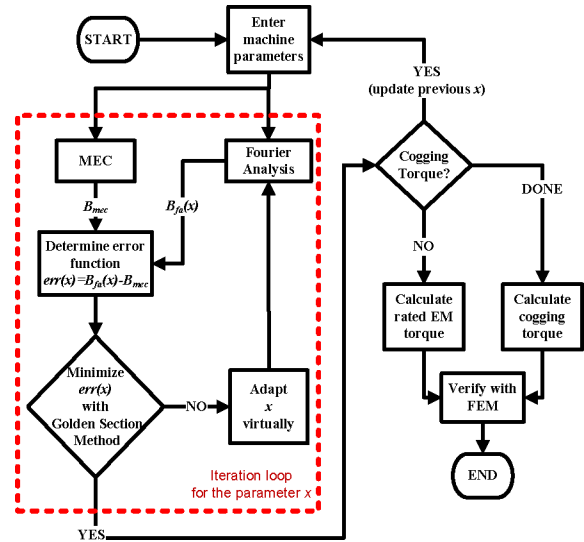 START
Enter
machine
parameters
YES
(update previous x)
MEC
Fourier
Analysis
Cogging
Torque?
B_mec
B_fa(x)
DONE
Determine error
function
err(x)=B_fa(x)-B_mec
NO
Calculate
rated EM
torque
Calculate
cogging
torque
Minimize
err(x)
with
Golden Section
Method
NO
Adapt
x
virtually
Verify with
FEM
Iteration loop
for the parameter x
END
YES